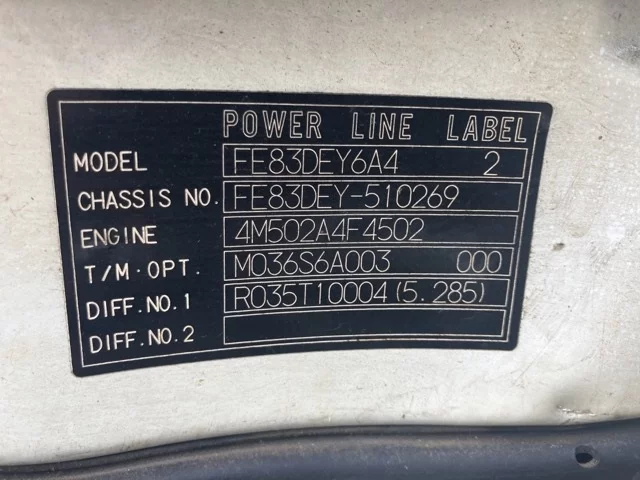 POWER LINE LABEL
MODEL FE83DEY6A4 2
CHASSIS NO. FE83DEY-510269
ENGINE 4M502A4F4502
T/M·OPT. M036S6A003 000
DIFF.NO.1 R035T10004(5.285)
DIFF.NO.2